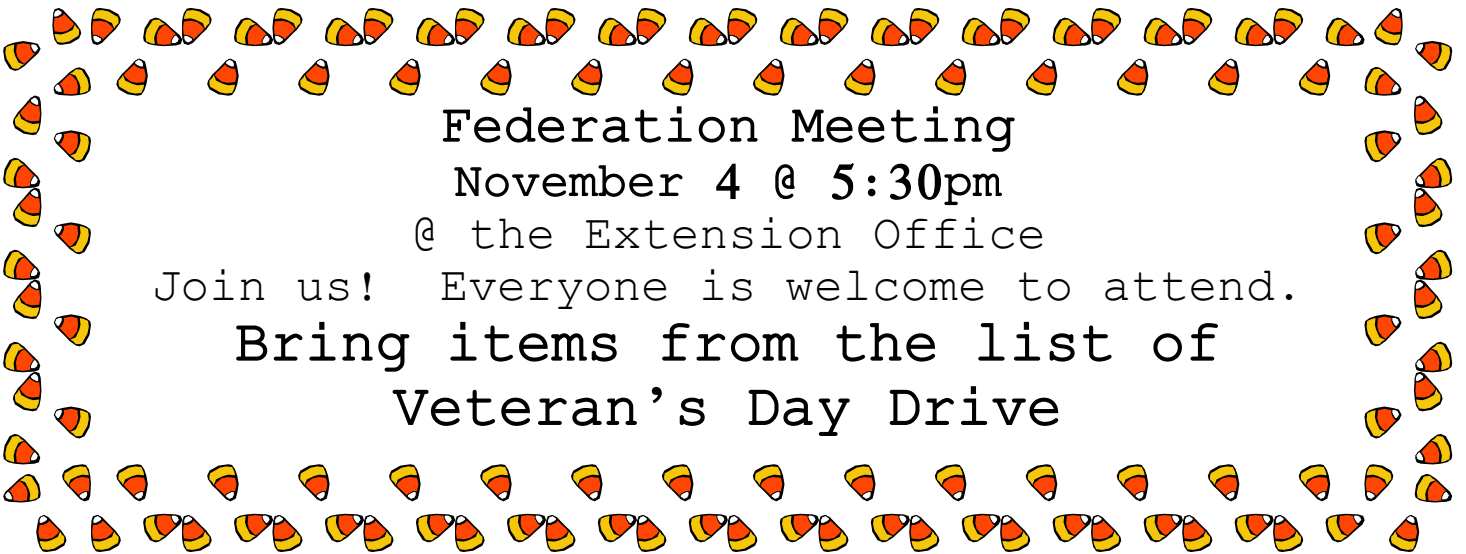 Federation Meeting
November 4 @ 5:30pm
@ the Extension Office
Join us!  Everyone is welcome to attend.
Bring items from the list of
Veteran’s Day Drive